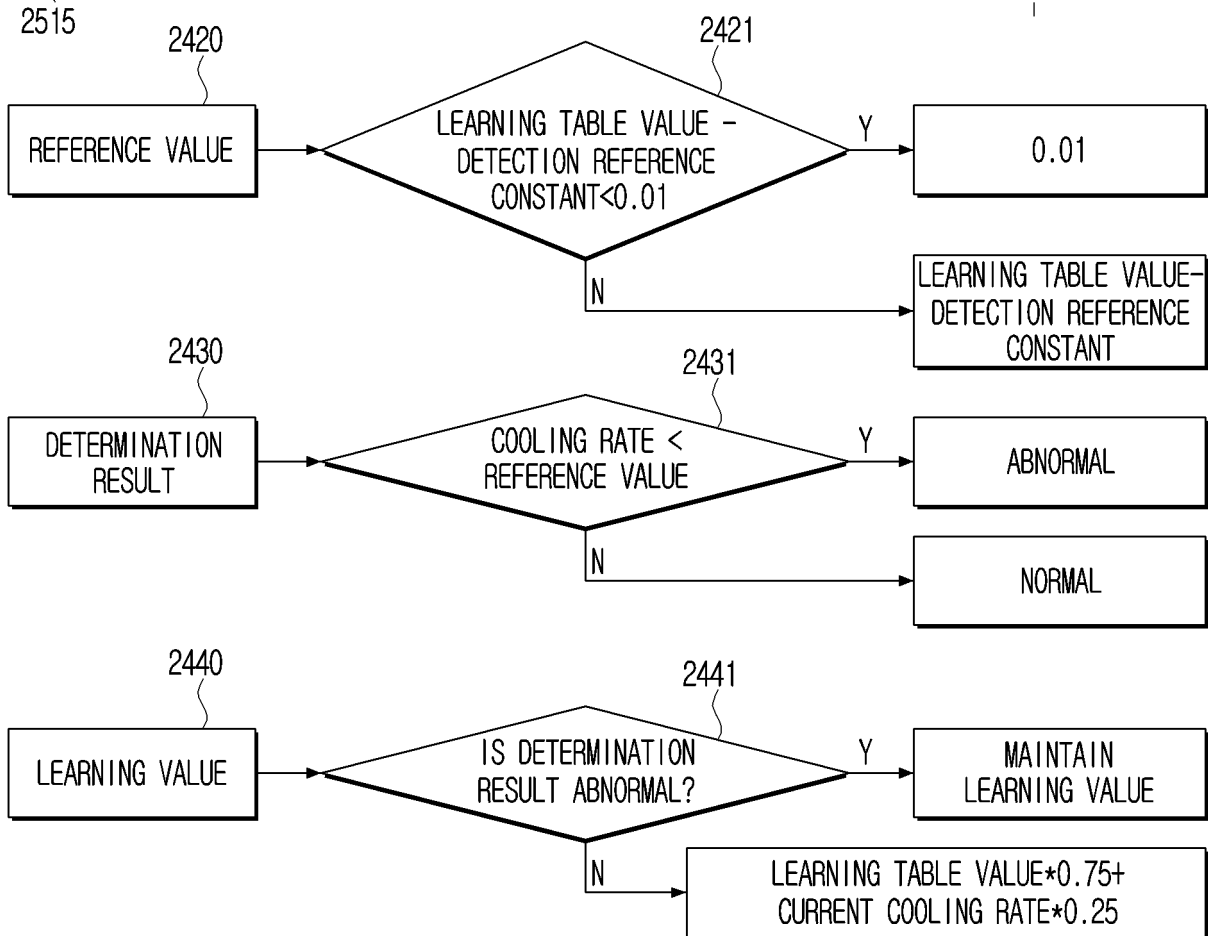 2515
2420
2421
REFERENCE VALUE
LEARNING TABLE VALUE -
DETECTION REFERENCE
CONSTANT<0.01
Y
0.01
N
LEARNING TABLE VALUE-
DETECTION REFERENCE
CONSTANT
2430
2431
DETERMINATION
RESULT
COOLING RATE <
REFERENCE VALUE
Y
ABNORMAL
N
NORMAL
2440
2441
LEARNING VALUE
IS DETERMINATION
RESULT ABNORMAL?
Y
MAINTAIN
LEARNING VALUE
N
LEARNING TABLE VALUE*0.75+
CURRENT COOLING RATE*0.25